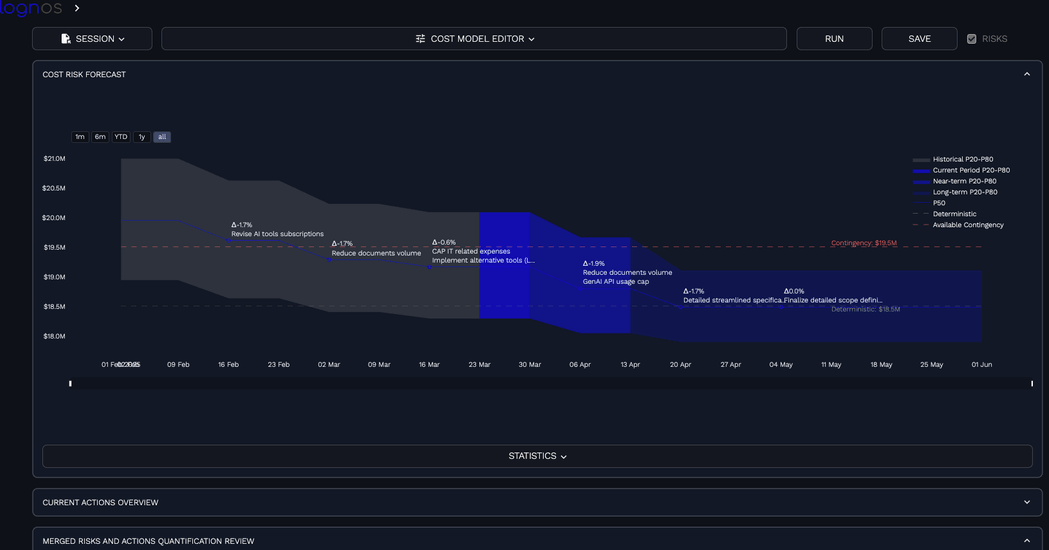 lognos
SESSION
COST MODEL EDITOR
RUN
SAVE
RISKS
COST RISK FORECAST
1m
6m
YTD
1y
all
$21.0M
$20.5M
$20.0M
$19.5M
$19.0M
$18.5M
$18.0M
Historical P20-P80
Current Period P20-P80
Near-term P20-P80
Long-term P20-P80
P50
Deterministic
Available Contingency
Δ-1.7%
Revise AI tools subscriptions
Δ-1.7%
Reduce documents volume
Δ-0.6%
CAP IT related expenses
Implement alternative tools (L...
Contingency: $19.5M
Δ-1.9%
Reduce documents volume
GenAI API usage cap
Δ-1.7%
Detailed streamlined specifica...
Δ0.0%
Finalize detailed scope defini...
Deterministic: $18.5M
01 Feb
09 Feb
16 Feb
23 Feb
02 Mar
09 Mar
16 Mar
23 Mar
30 Mar
06 Apr
13 Apr
20 Apr
27 Apr
04 May
11 May
18 May
25 May
01 Jun
STATISTICS
CURRENT ACTIONS OVERVIEW
MERGED RISKS AND ACTIONS QUANTIFICATION REVIEW